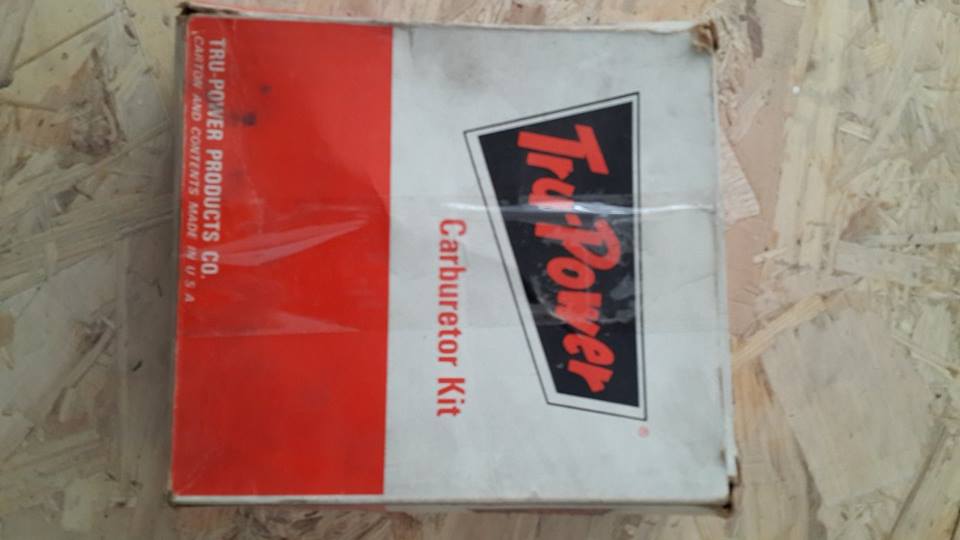 Tru-Power®
Carburetor Kit
TRU-POWER PRODUCTS CO.
CARTON AND CONTENTS MADE IN U S A